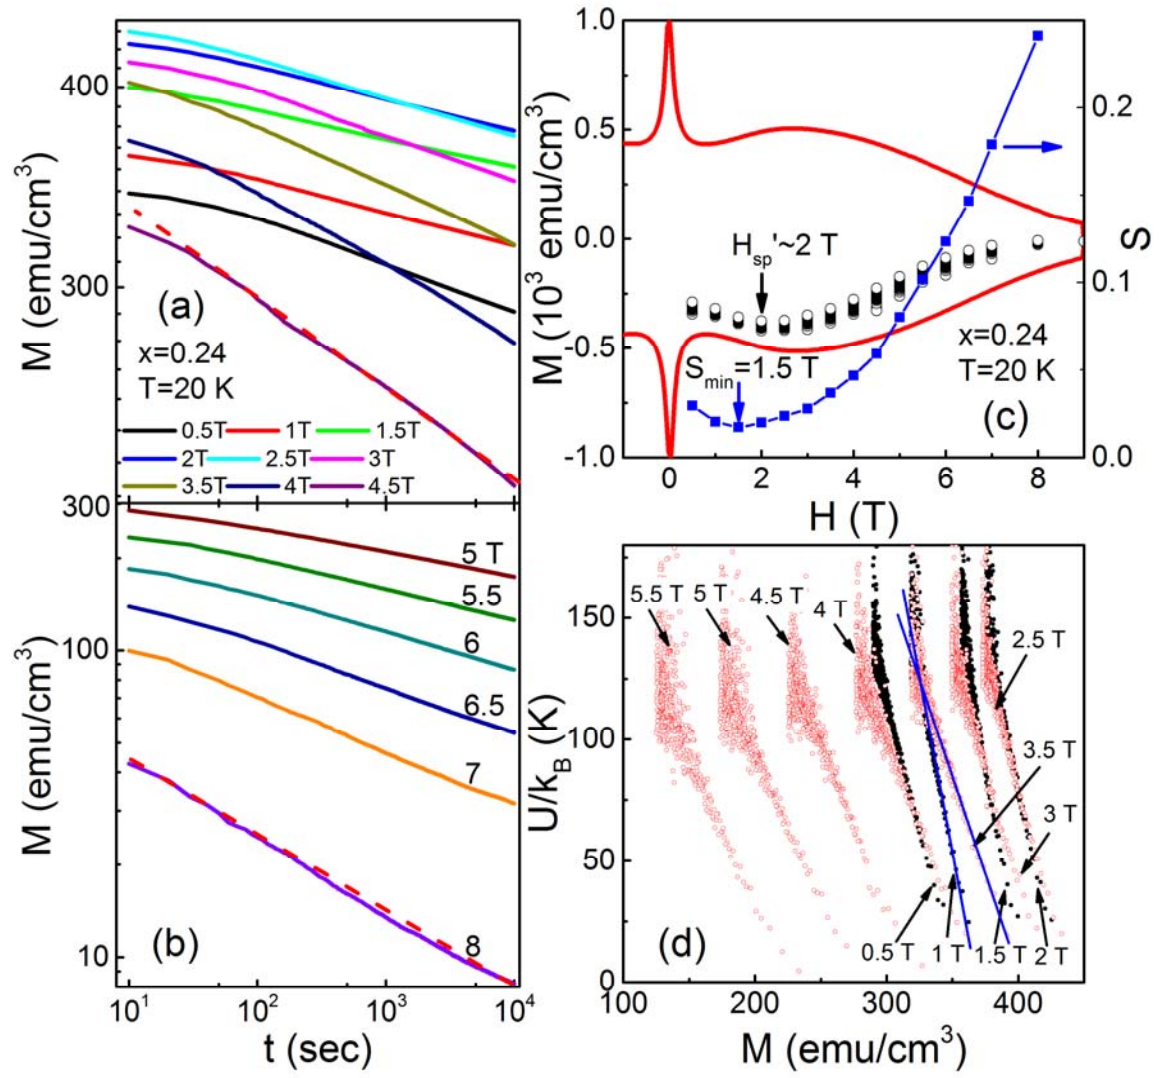 400
300
M (emu/cm³)
(a)
x=0.24
T=20 K
0.5T 1T 1.5T
2T 2.5T 3T
3.5T 4T 4.5T
300
100
10
M (emu/cm³)
5 T
5.5
6
6.5
7
8
(b)
10¹ 10² 10³ 10⁴
t (sec)
1.0
0.5
0.0
-0.5
-1.0
M (10³ emu/cm³)
0.2
0.1
0.0
S
Hsp'~2 T
Smin=1.5 T
x=0.24
T=20 K
(c)
0 2 4 6 8
H (T)
150
100
50
0
U/kB (K)
5.5 T
5 T
4.5 T
4 T
2.5 T
3.5 T
3 T
0.5 T
1 T
1.5 T
2 T
(d)
100 200 300 400
M (emu/cm³)